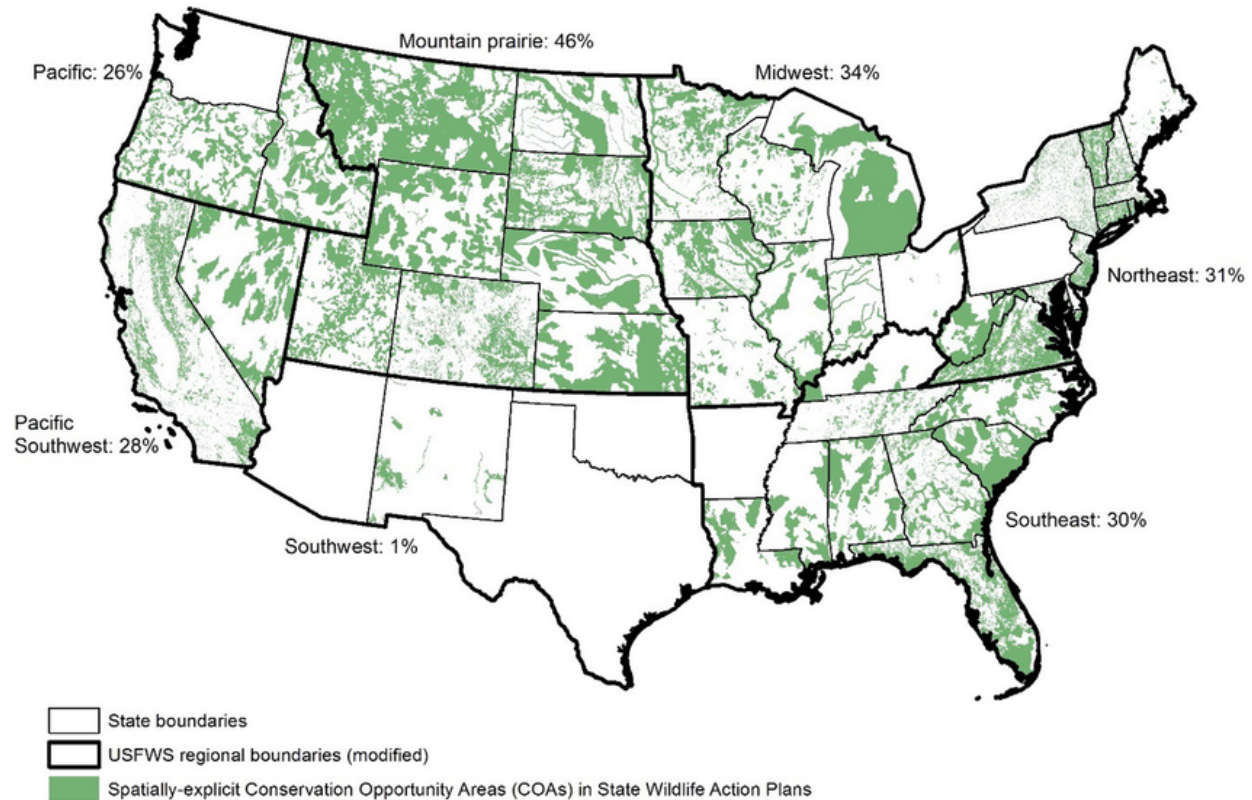 Mountain prairie: 46%
Pacific: 26%
Midwest: 34%
Northeast: 31%
Pacific
Southwest: 28%
Southeast: 30%
Southwest: 1%
State boundaries
USFWS regional boundaries (modified)
Spatially-explicit Conservation Opportunity Areas (COAs) in State Wildlife Action Plans